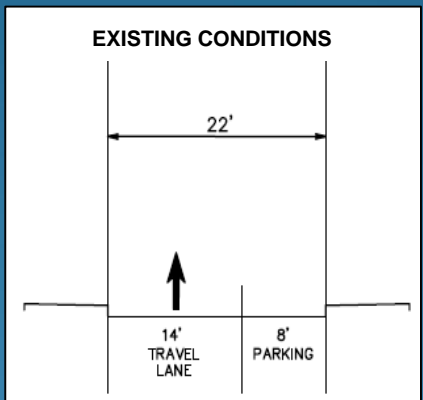 EXISTING CONDITIONS
22'
14'
TRAVEL
LANE
8'
PARKING